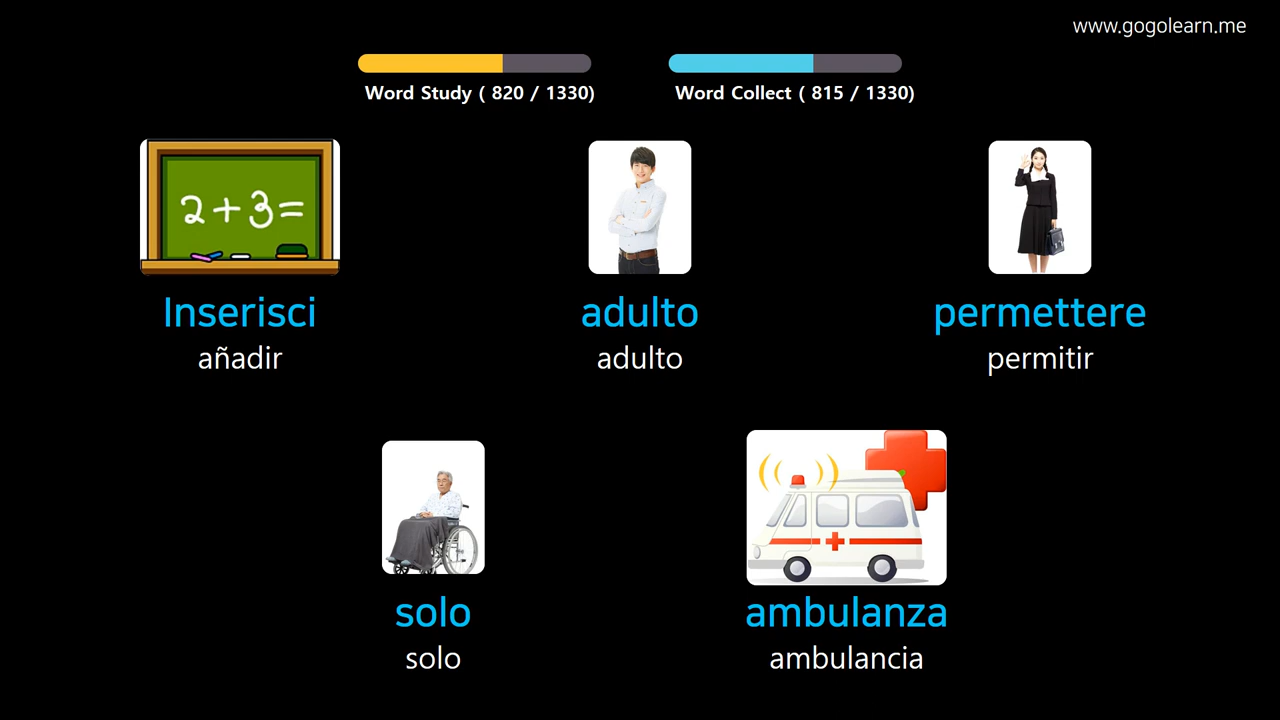 www.gogolearn.me
Word Study ( 820 / 1330)
Word Collect ( 815 / 1330)
2+3=
Inserisci
añadir
adulto
adulto
permettere
permitir
solo
solo
ambulanza
ambulancia